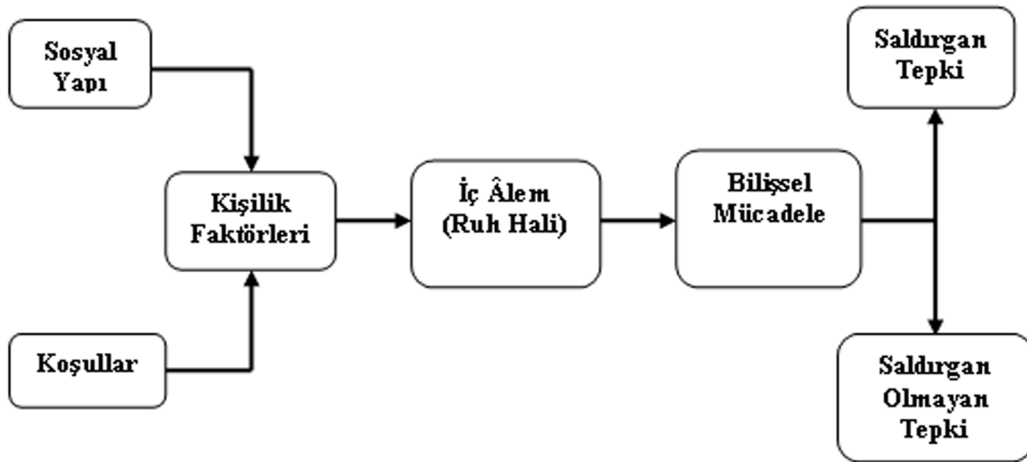 Sosyal
Yapı
Saldırgan
Tepki
Kişilik
Faktörleri
İç Âlem
(Ruh Hali)
Bilişsel
Mücadele
Koşullar
Saldırgan
Olmayan
Tepki